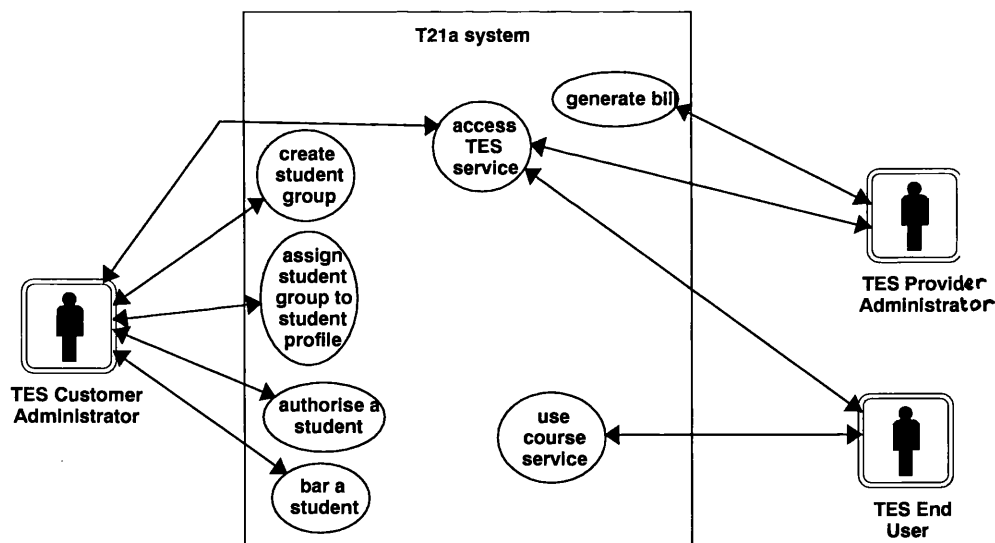 T21a system
generate bill
access
TES
service
create
student
group
assign
student
group to
student
profile
TES Provider
Administrator
TES Customer
Administrator
authorise a
student
use
course
service
bar a
student
TES End
User